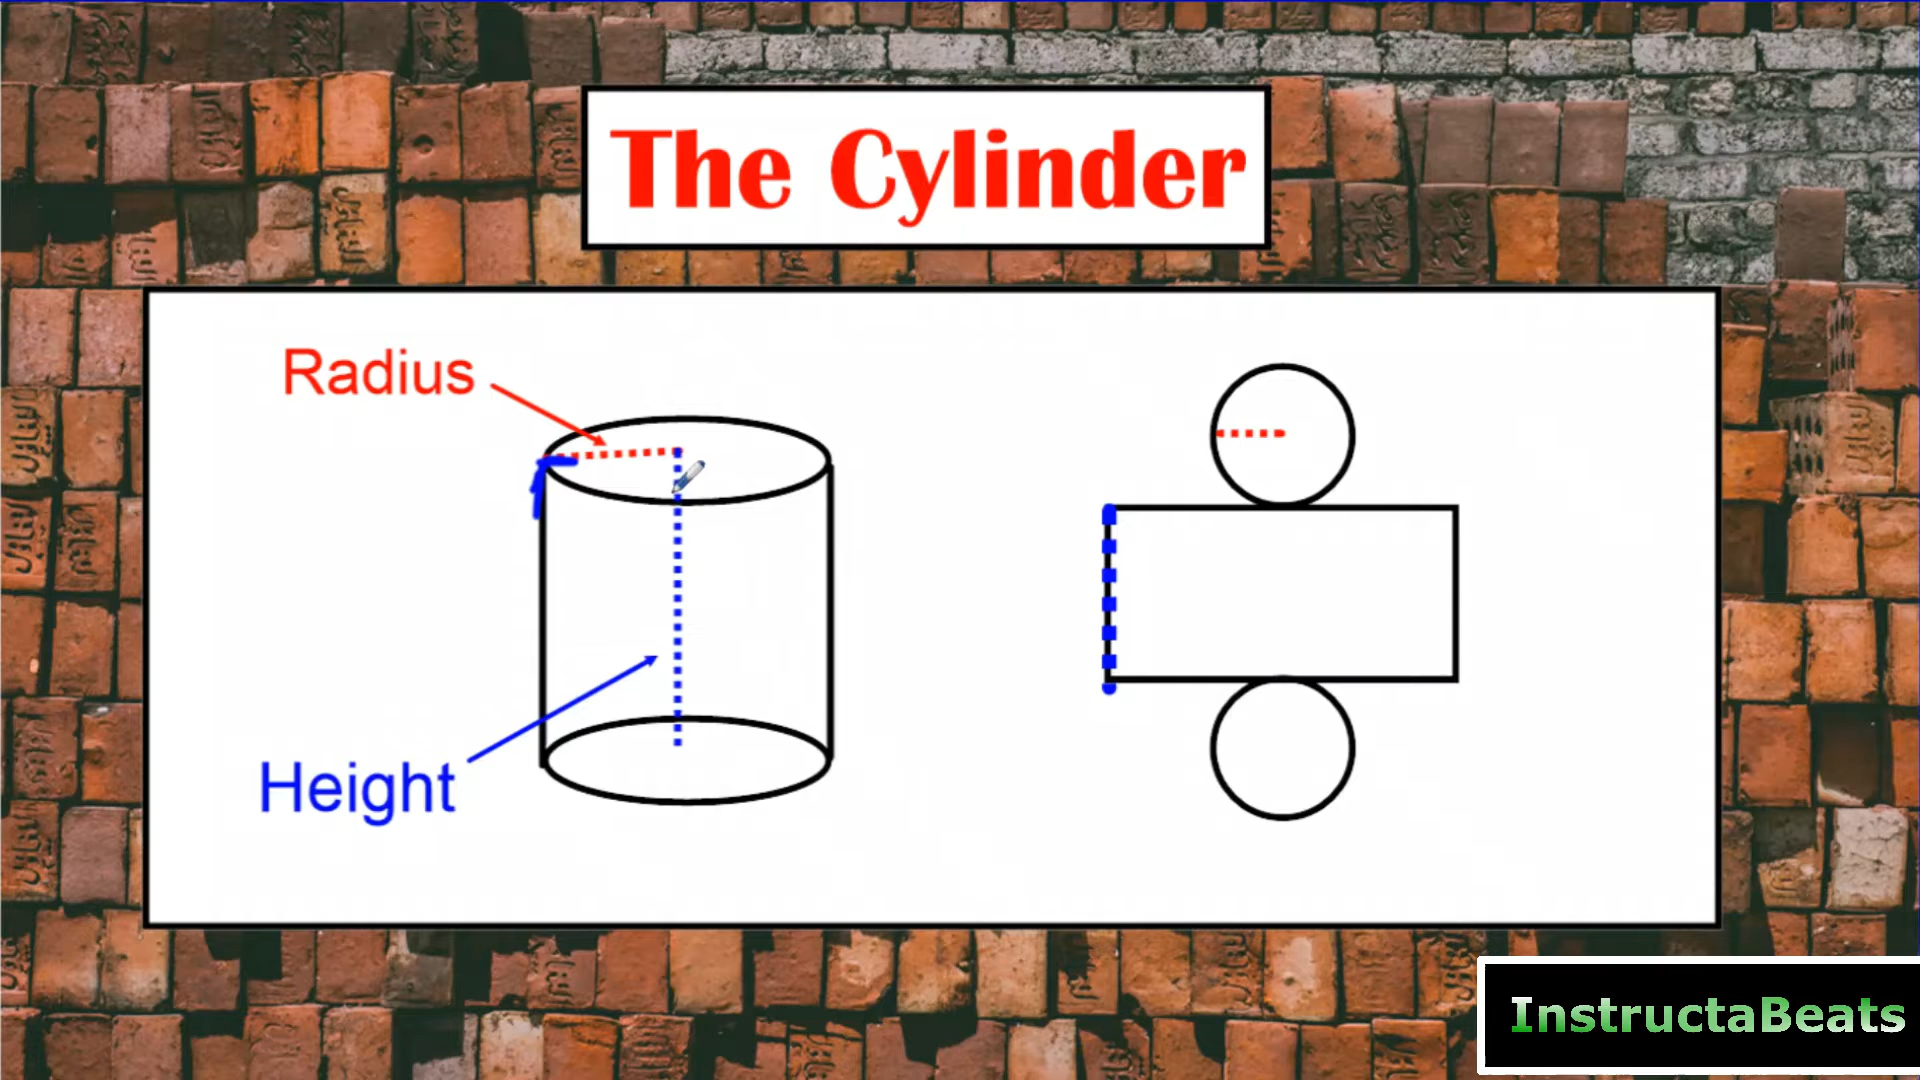 The Cylinder
Radius
Height
InstructaBeats